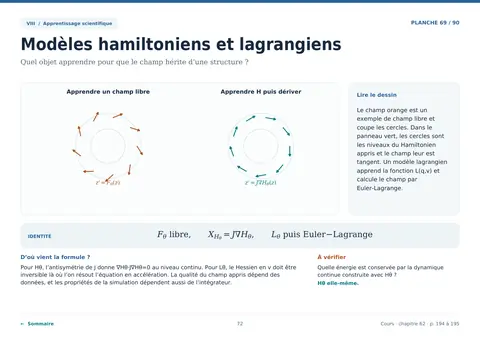 VIII / Apprentissage scientifique
PLANCHE 69 / 90
Modèles hamiltoniens et lagrangiens
Quel objet apprendre pour que le champ hérite d'une structure ?
Apprendre un champ libre
Apprendre H puis dériver
ż = Fθ(z)
ż = J∇Hθ(z)
Lire le dessin
Le champ orange est un
exemple de champ libre et
coupe les cercles. Dans le
panneau vert, les cercles sont
les niveaux du Hamiltonien
appris et le champ leur est
tangent. Un modèle lagrangien
apprend la fonction L(q,v) et
calcule le champ par
Euler-Lagrange.
IDENTITÉ
Fθ libre, XHθ = J∇Hθ, Lθ puis Euler−Lagrange
D'où vient la formule ?
Pour Hθ, l'antisymétrie de J donne ∇Hθ·J∇Hθ=0 au niveau continu. Pour Lθ, le Hessien en v doit être
inversible là où l'on résout l'équation en accélération. La qualité du champ appris dépend des
données, et les propriétés de la simulation dépendent aussi de l'intégrateur.
À vérifier
Quelle énergie est conservée par la dynamique
continue construite avec Hθ ?
Hθ elle-même.
← Sommaire
72
Cours · chapitre 62 · p. 194 à 195